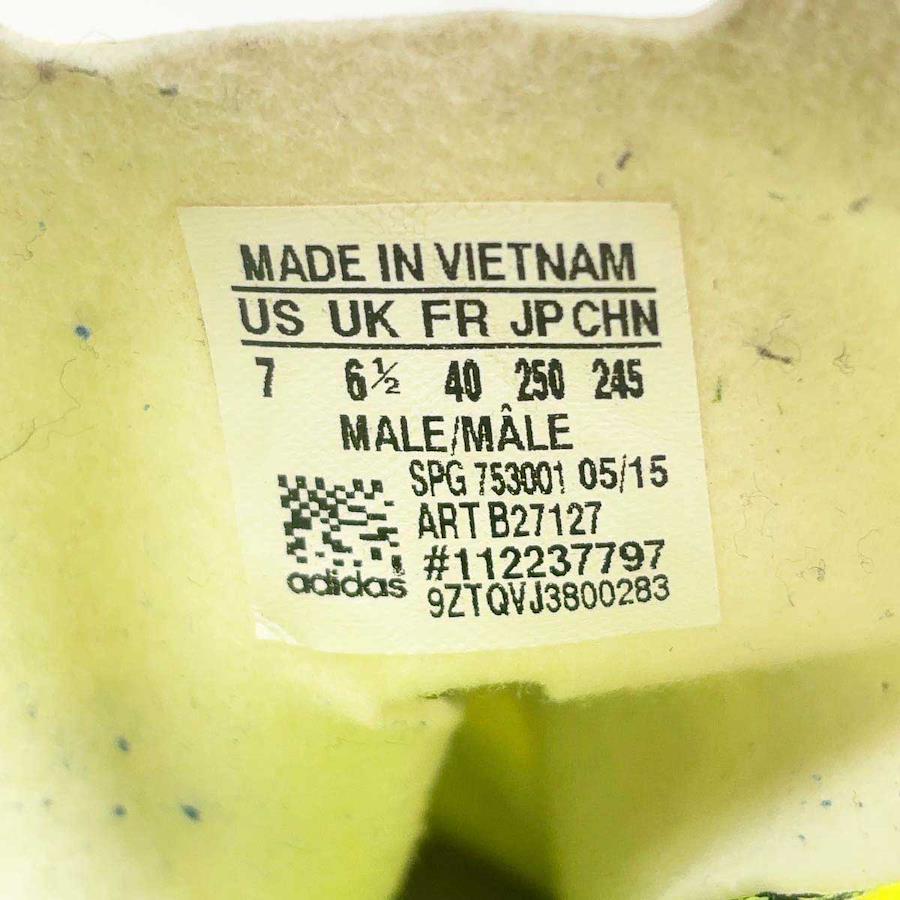 MADE IN VIETNAM
US UK FR JP CHN
7 6½ 40 250 245
MALE/MÂLE
SPG 753001 05/15
ART B27127
#112237797
adidas
9ZTQVJ3800283